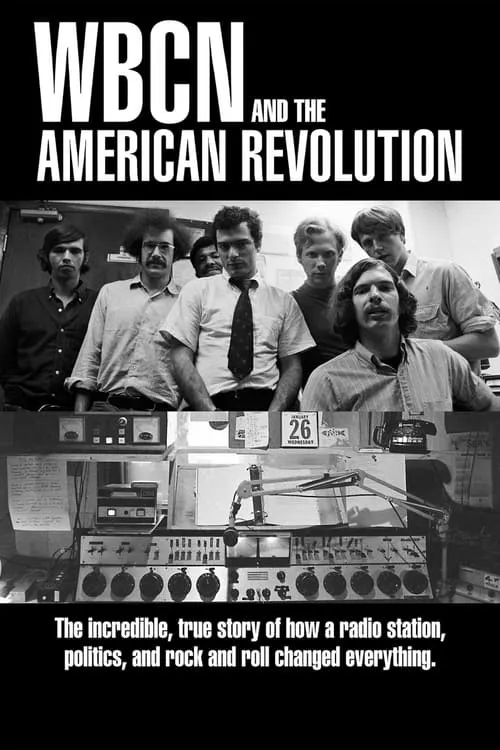 WBCN
AND THE
AMERICAN REVOLUTION
JANUARY
26
WEDNESDAY
The incredible, true story of how a radio station,
politics, and rock and roll changed everything.